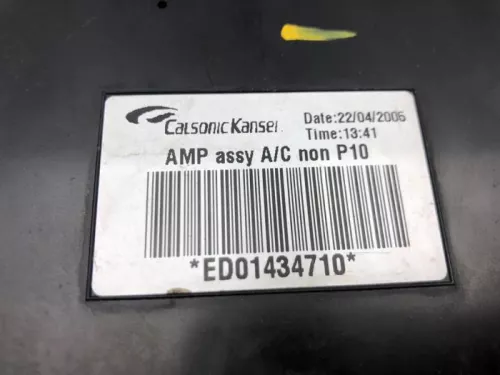 CALSONIC KANSEI
Date:22/04/2006
Time:13:41
AMP assy A/C non P10
*ED01434710*